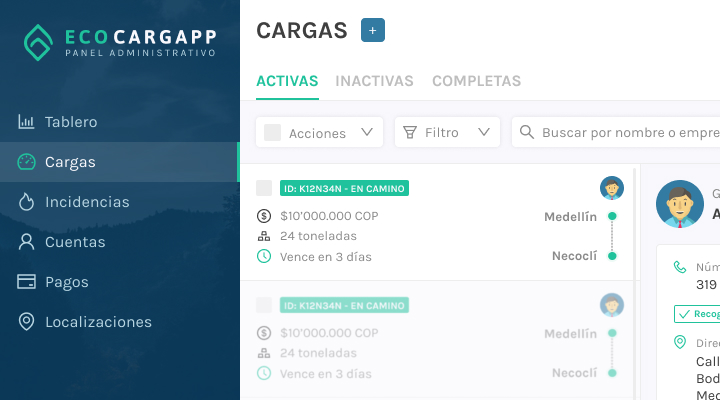 ECOCARGAPP
PANEL ADMINISTRATIVO
Tablero
Cargas
Incidencias
Cuentas
Pagos
Localizaciones
CARGAS +
ACTIVAS INACTIVAS COMPLETAS
Acciones Filtro Buscar por nombre o empre
ID: K12N34N - EN CAMINO
$10'000.000 COP
24 toneladas
Vence en 3 días
Medellín
Necoclí
ID: K12N34N - EN CAMINO
$10'000.000 COP
24 toneladas
Vence en 3 días
Medellín
Necoclí
G
A
Núm
319
Recog
Direc
Call
Bod
Med